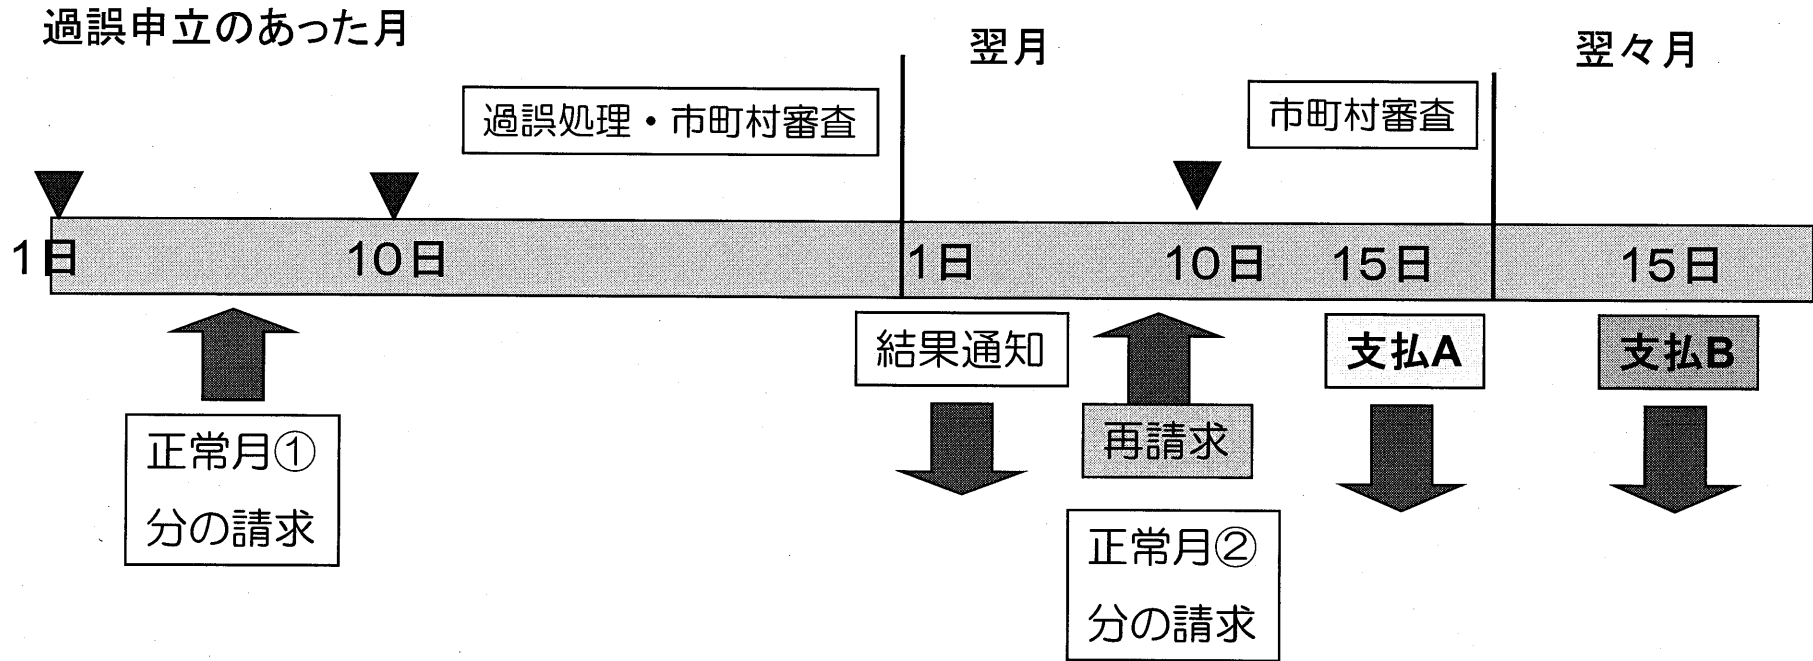 過誤申立のあった月
翌月
翌々月
過誤処理・市町村審査
市町村審査
1日
10日
1日
10日
15日
15日
結果通知
支払A
支払B
正常月①
分の請求
再請求
正常月②
分の請求